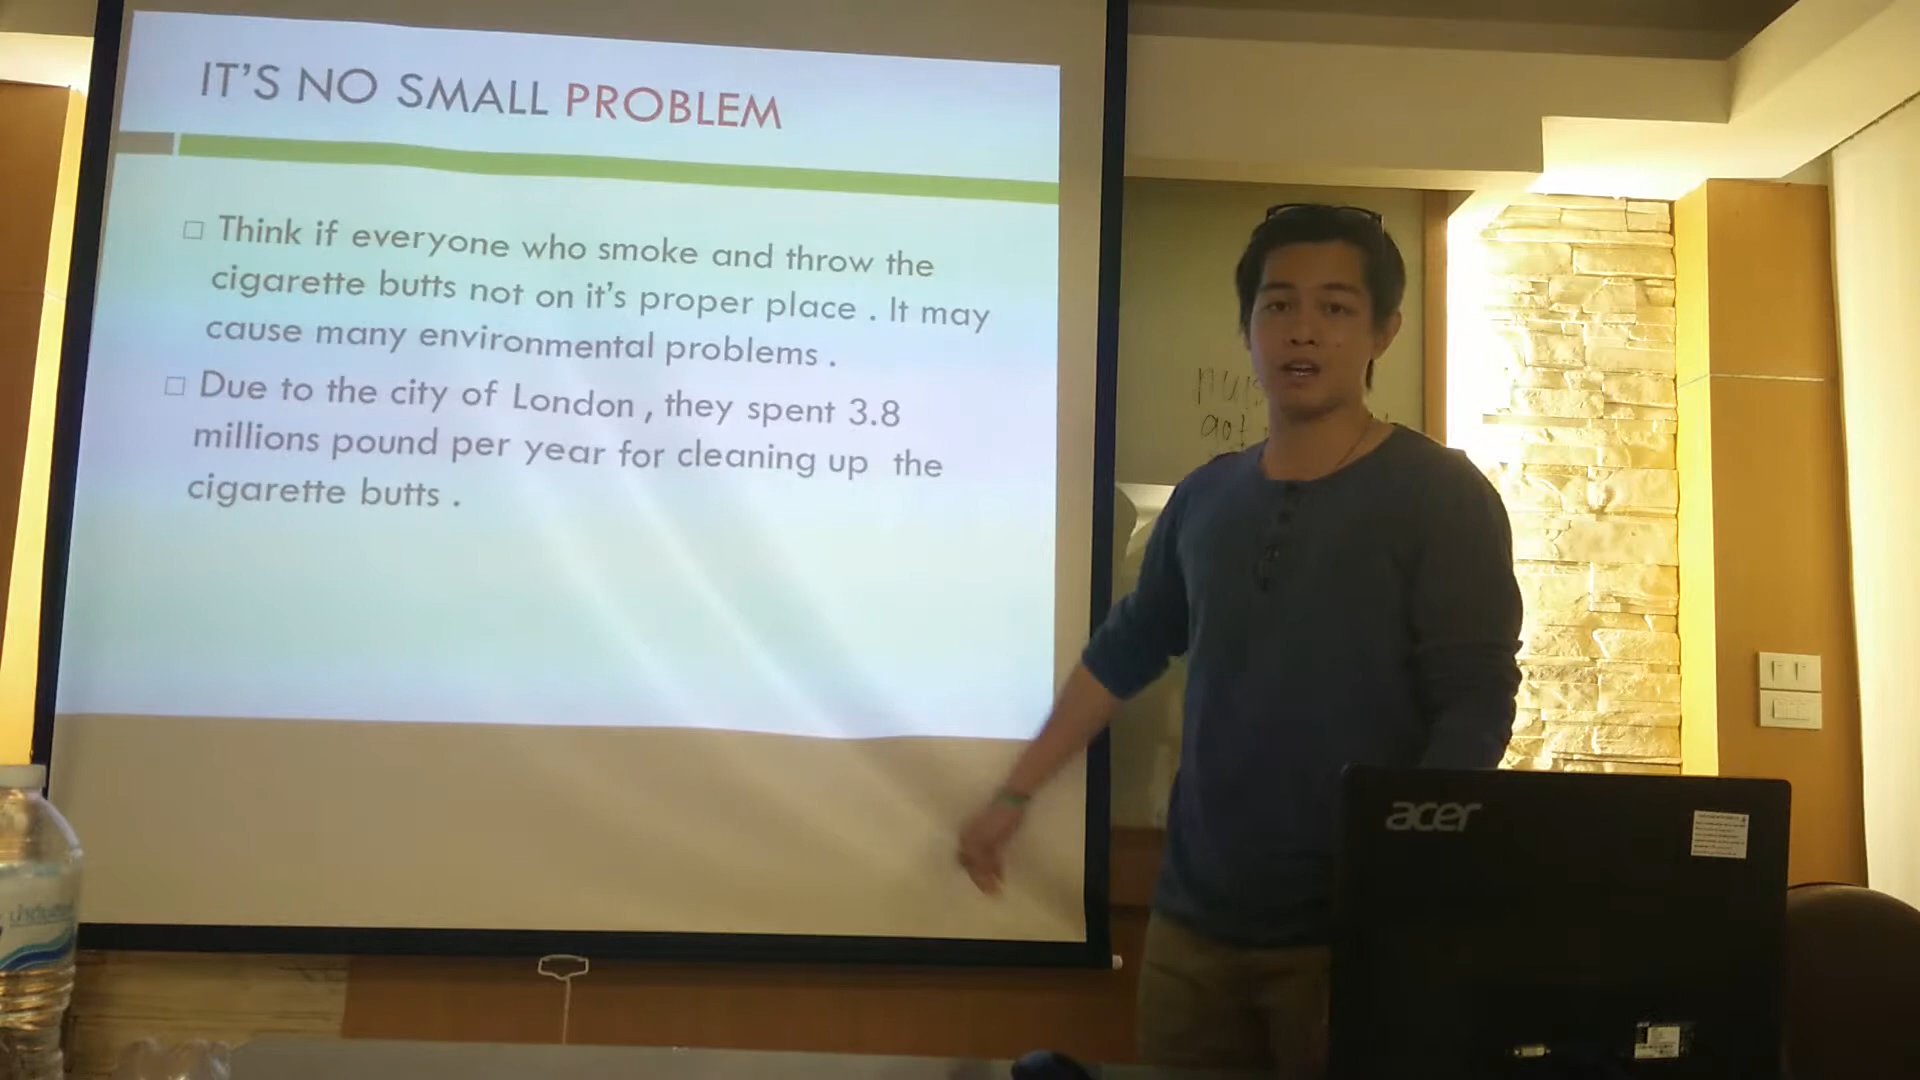 IT'S NO SMALL PROBLEM
Think if everyone who smoke and throw the
cigarette butts not on it's proper place . It may
cause many environmental problems .
Due to the city of London , they spent 3.8
millions pound per year for cleaning up the
cigarette butts .
acer